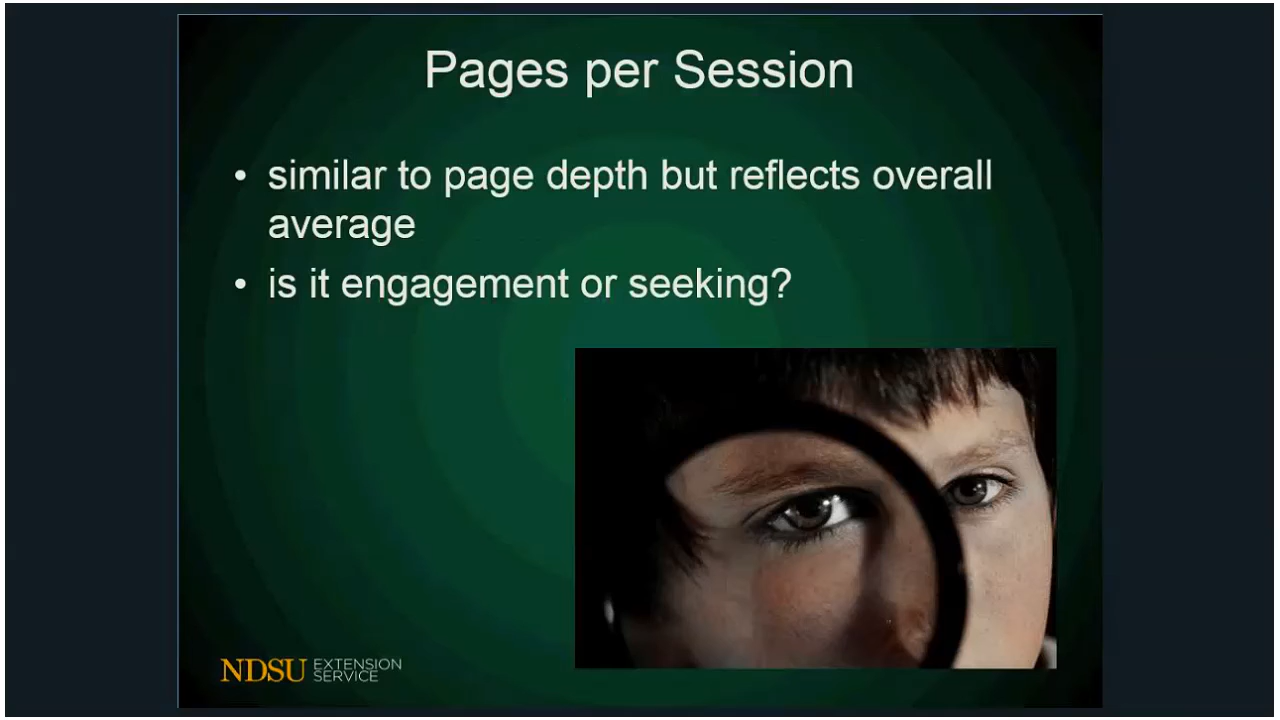 Pages per Session
• similar to page depth but reflects overall
average
• is it engagement or seeking?
NDSU EXTENSION
SERVICE